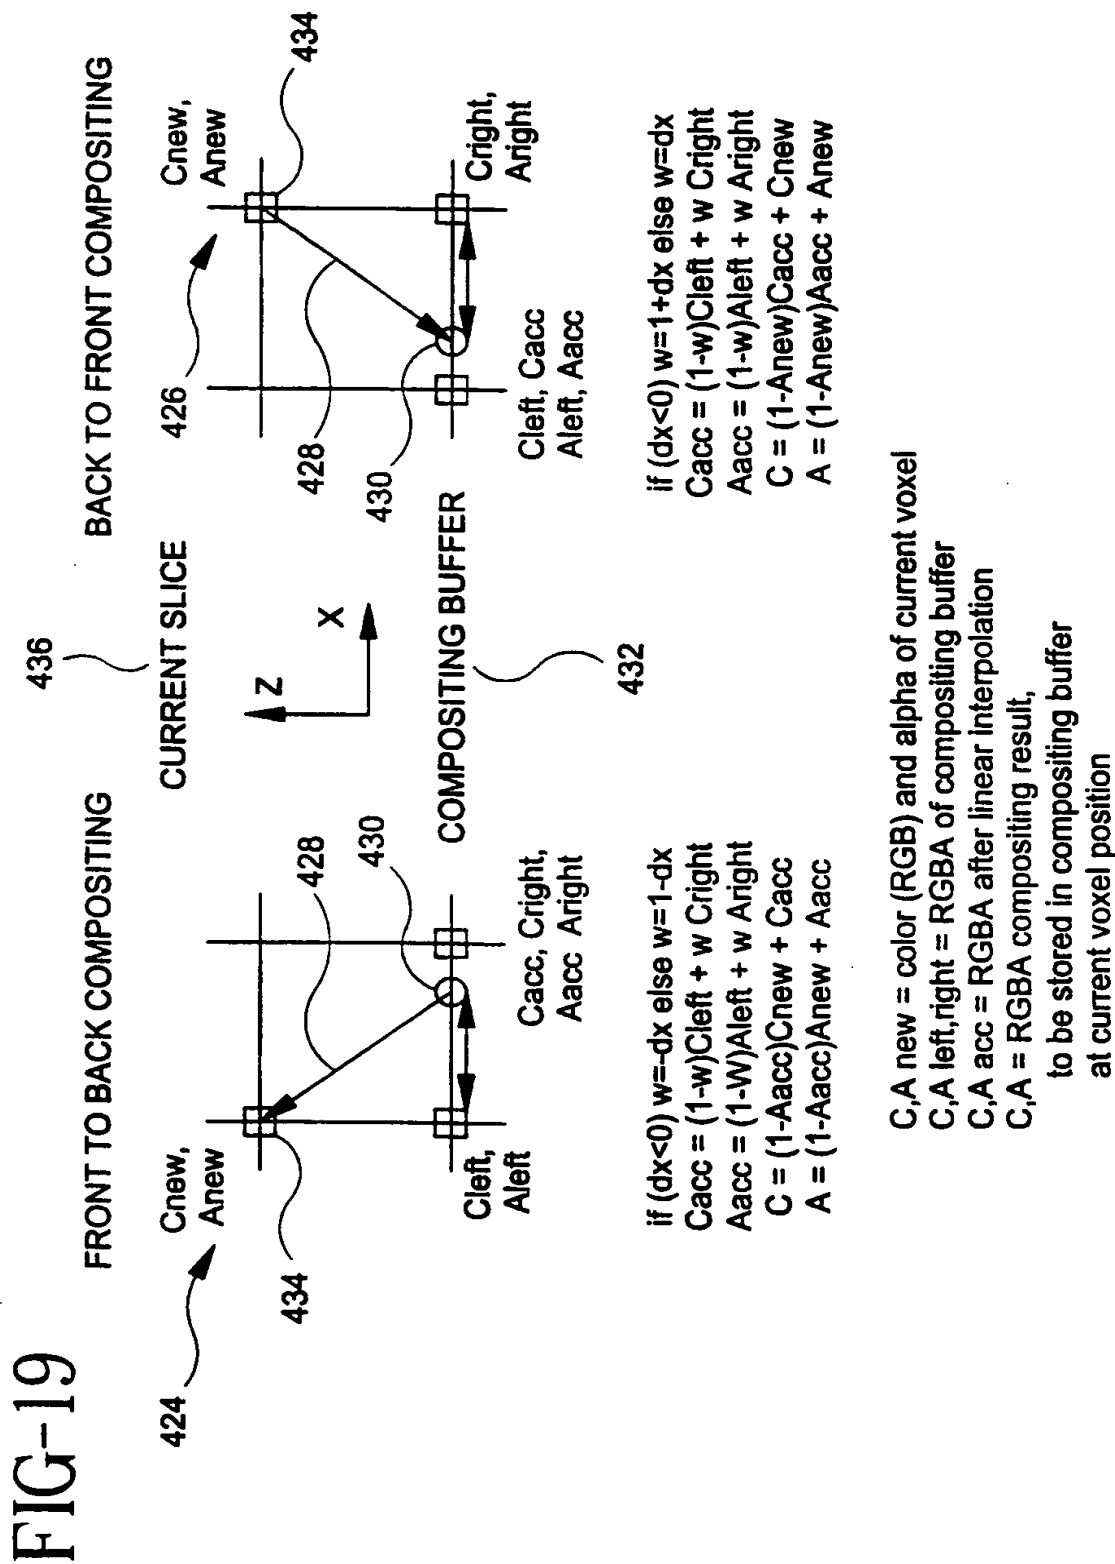 FIG-19
FRONT TO BACK COMPOSITING
424
Cnew,
Anew
434
428
430
Cleft,
Aleft
Cacc, Cright,
Aacc Aright
if (dx<0) w=-dx else w=1-dx
Cacc = (1-w)Cleft + w Cright
Aacc = (1-W)Aleft + w Aright
C = (1-Aacc)Cnew + Cacc
A = (1-Aacc)Anew + Aacc
436
CURRENT SLICE
Z
X
COMPOSITING BUFFER
432
BACK TO FRONT COMPOSITING
426
Cnew,
Anew
434
428
430
Cleft, Cacc
Aleft, Aacc
Cright,
Aright
if (dx<0) w=1+dx else w=dx
Cacc = (1-w)Cleft + w Cright
Aacc = (1-w)Aleft + w Aright
C = (1-Anew)Cacc + Cnew
A = (1-Anew)Aacc + Anew
C,A new = color (RGB) and alpha of current voxel
C,A left,right = RGBA of compositing buffer
C,A acc = RGBA after linear interpolation
C,A = RGBA compositing result,
to be stored in compositing buffer
at current voxel position